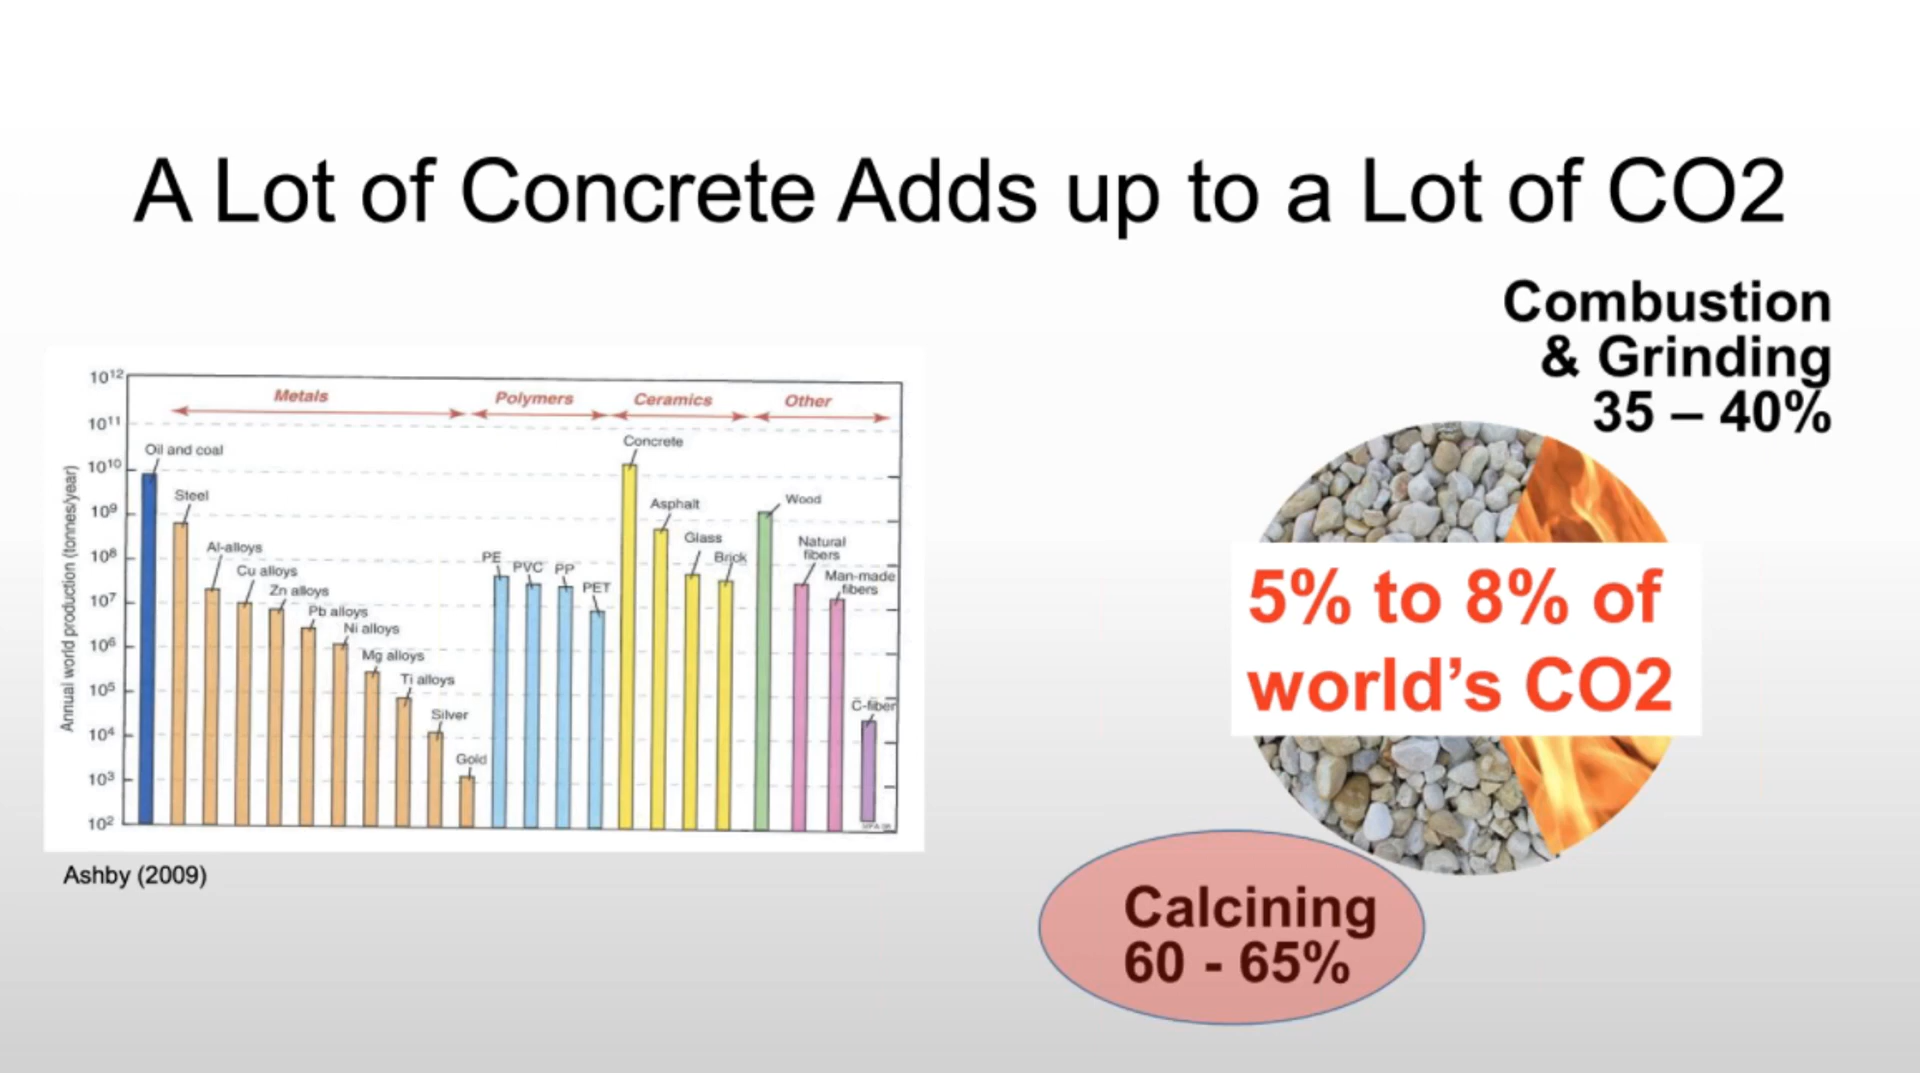 A Lot of Concrete Adds up to a Lot of CO2
Combustion
& Grinding
35 – 40%
10¹²
10¹¹
10¹⁰
10⁹
10⁸
10⁷
10⁶
10⁵
10⁴
10³
10²
Annual world production (tonnes/year)
Metals
Polymers
Ceramics
Other
Oil and coal
Steel
Al-alloys
Cu alloys
Zn alloys
Pb alloys
Ni alloys
Mg alloys
Ti alloys
Silver
Gold
PE
PVC
PP
PET
Concrete
Asphalt
Glass
Brick
Wood
Natural
fibers
Man-made
fibers
C-fiber
Ashby (2009)
5% to 8% of
world’s CO2
Calcining
60 - 65%